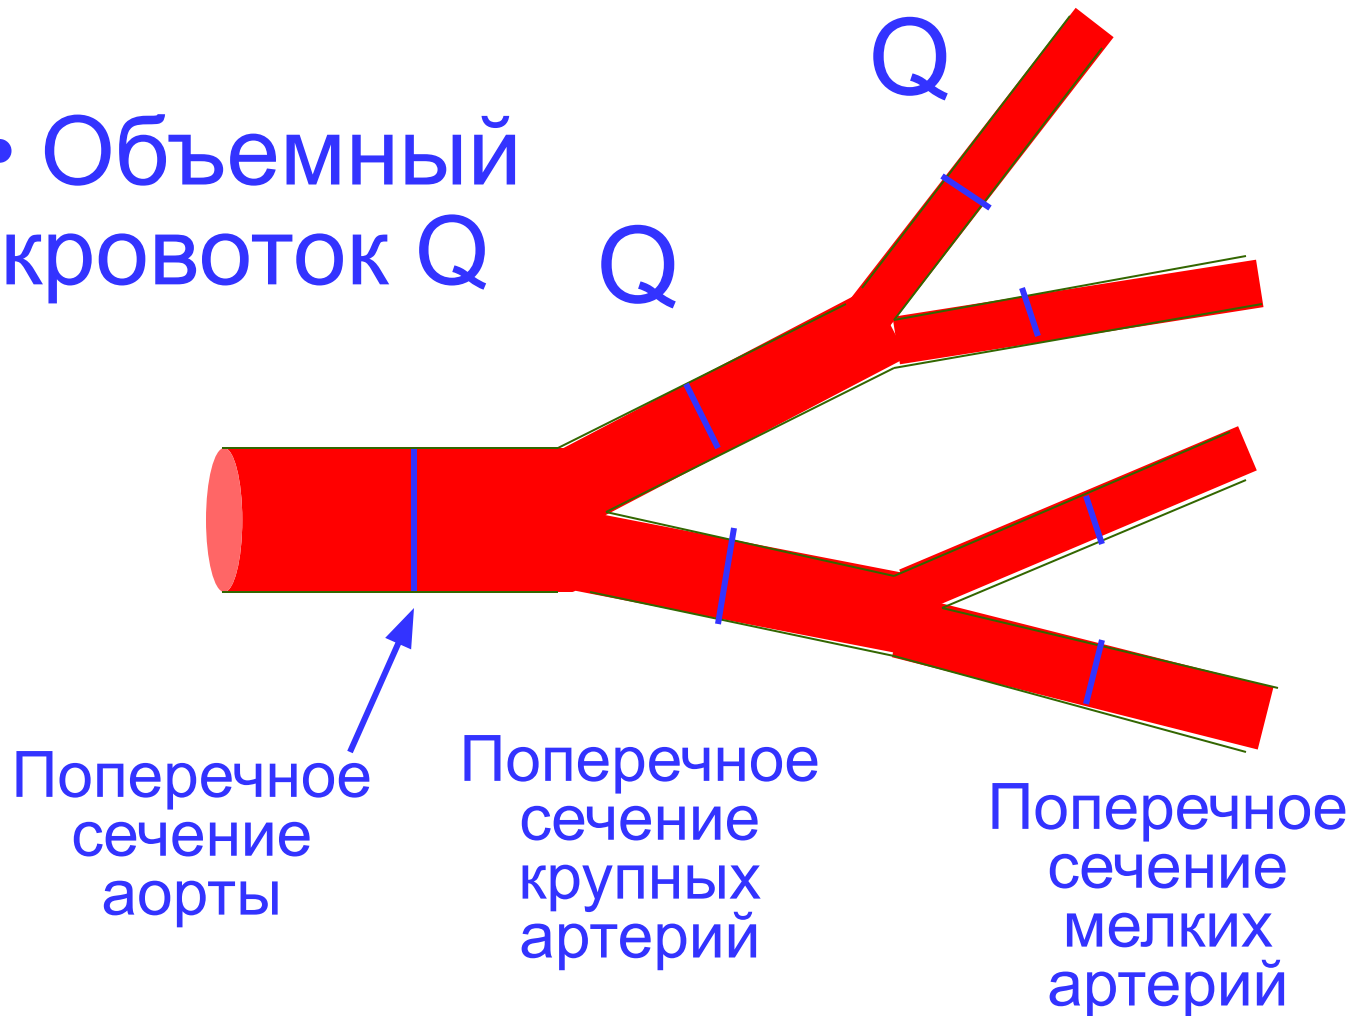 Q
• Объемный
кровоток Q
Q
Поперечное
сечение
аорты
Поперечное
сечение
крупных
артерий
Поперечное
сечение
мелких
артерий